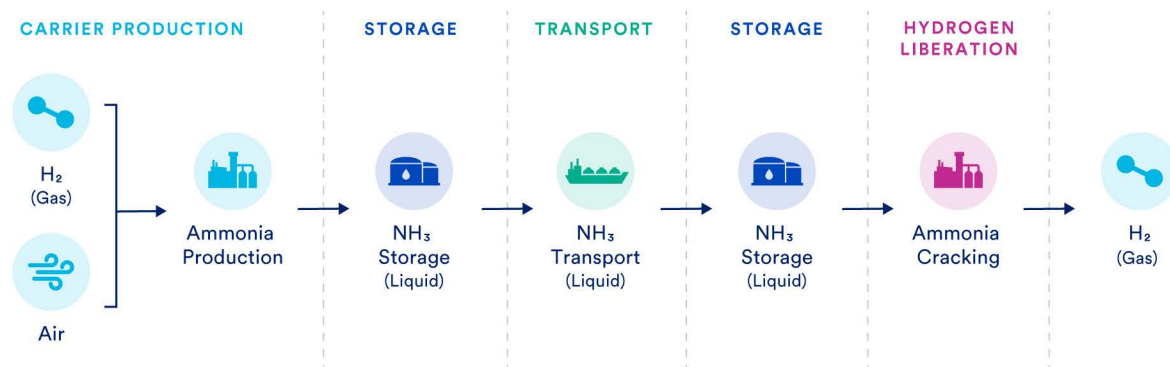 CARRIER PRODUCTION
STORAGE
TRANSPORT
STORAGE
HYDROGEN
LIBERATION
H₂
(Gas)
Air
Ammonia
Production
NH₃
Storage
(Liquid)
NH₃
Transport
(Liquid)
NH₃
Storage
(Liquid)
Ammonia
Cracking
H₂
(Gas)